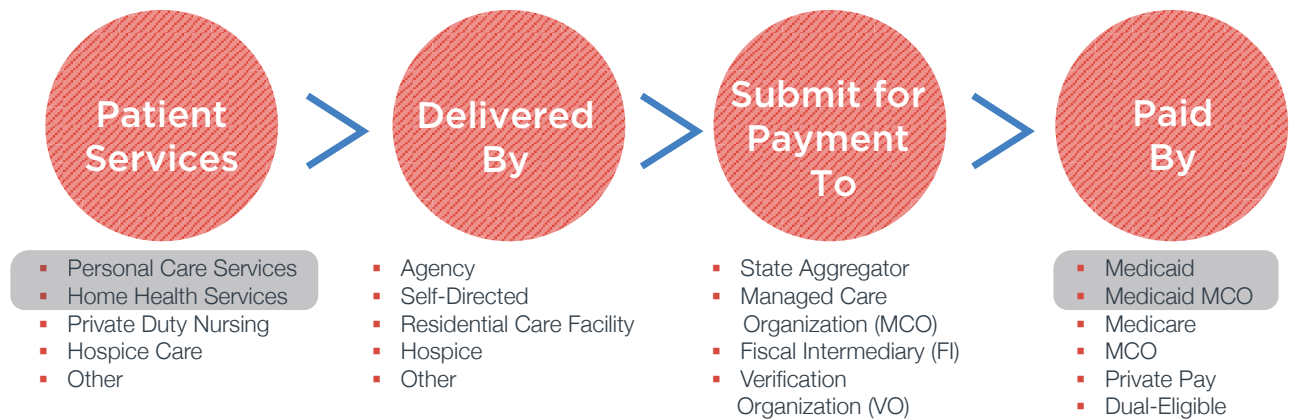 Patient
Services
Delivered
By
Submit for
Payment
To
Paid
By
▪ Personal Care Services
▪ Home Health Services
▪ Private Duty Nursing
▪ Hospice Care
▪ Other
▪ Agency
▪ Self-Directed
▪ Residential Care Facility
▪ Hospice
▪ Other
▪ State Aggregator
▪ Managed Care
Organization (MCO)
▪ Fiscal Intermediary (FI)
▪ Verification
Organization (VO)
▪ Medicaid
▪ Medicaid MCO
▪ Medicare
▪ MCO
▪ Private Pay
▪ Dual-Eligible